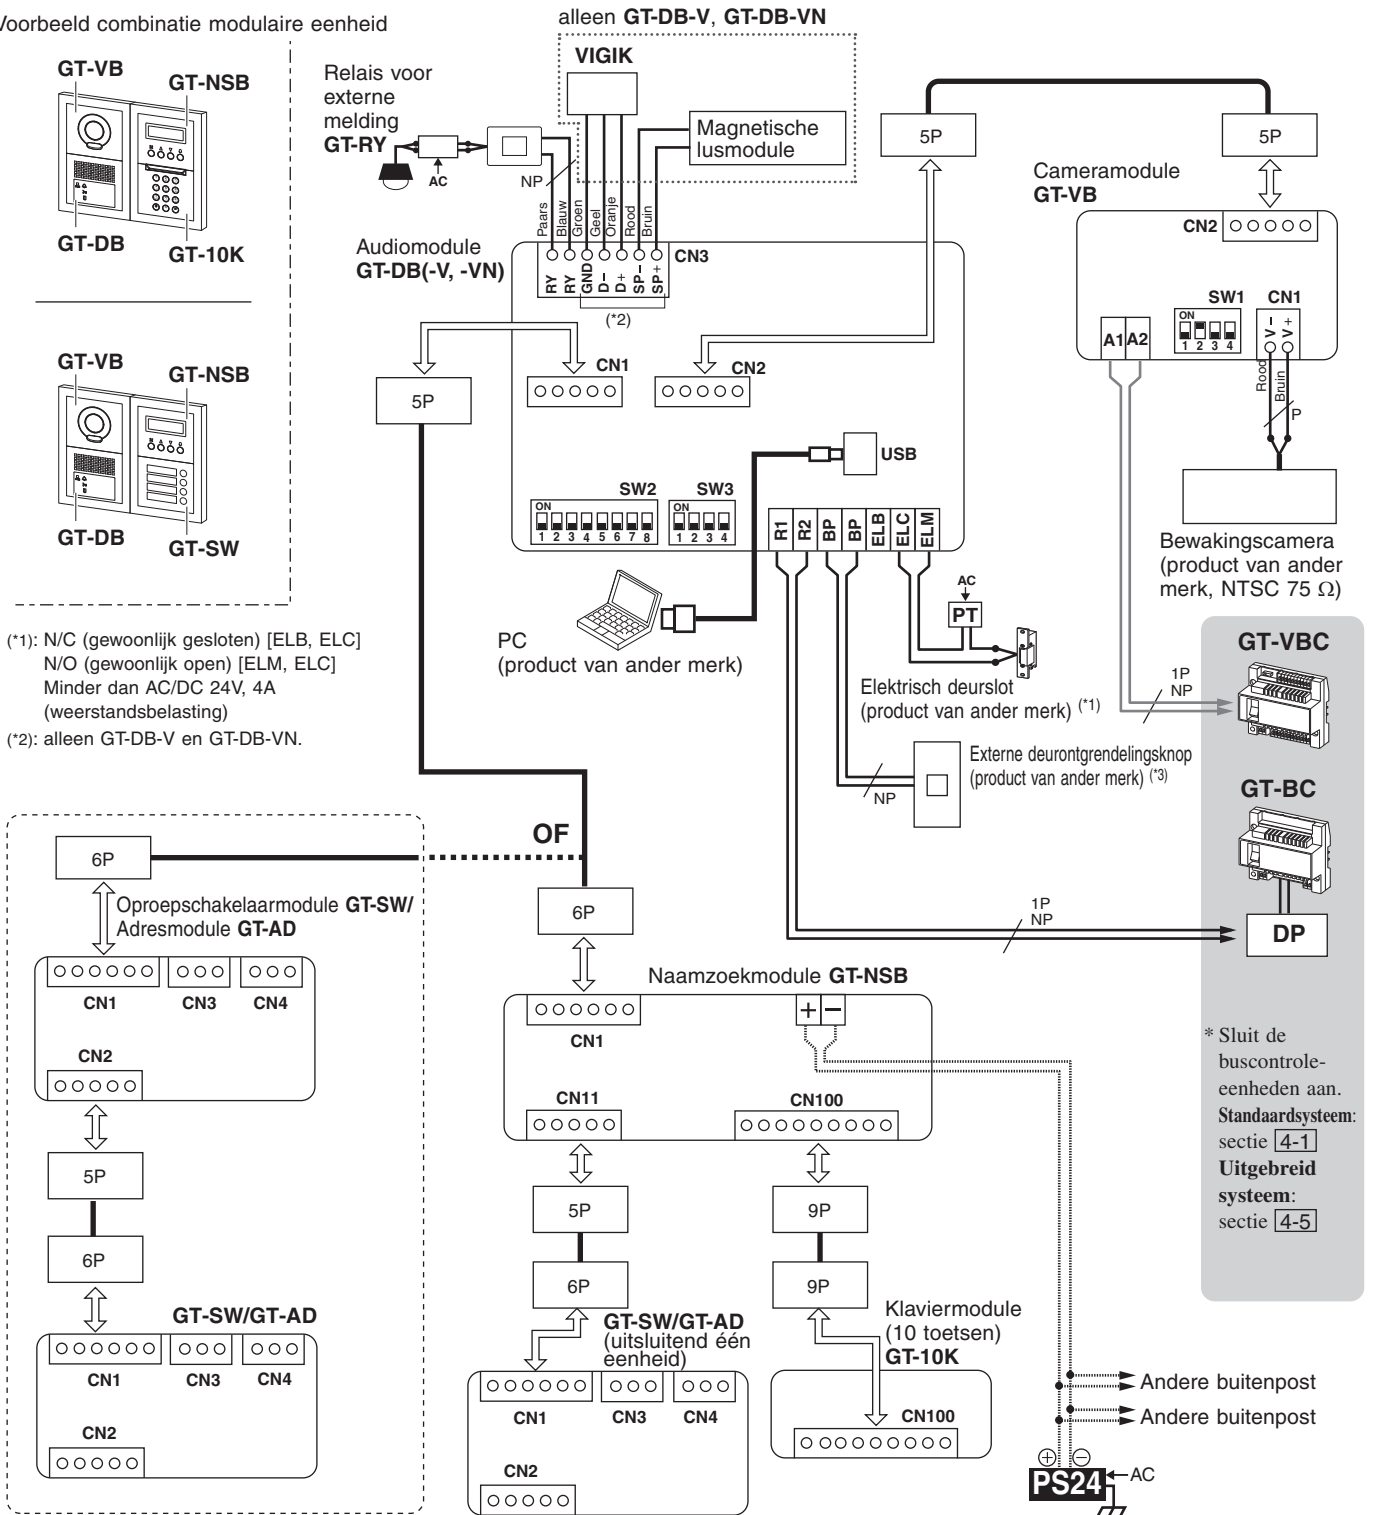 Voorbeeld combinatie modulaire eenheid
GT-VB
GT-NSB
GT-DB
GT-10K
GT-VB
GT-NSB
GT-DB
GT-SW
(*1): N/C (gewoonlijk gesloten) [ELB, ELC]
N/O (gewoonlijk open) [ELM, ELC]
Minder dan AC/DC 24V, 4A
(weerstandsbelasting)
(*2): alleen GT-DB-V en GT-DB-VN.
alleen GT-DB-V, GT-DB-VN
VIGIK
Magnetische
lusmodule
Relais voor
externe
melding
GT-RY
AC
NP
Paars
Blauw
Groen
Geel
Oranje
Rood
Bruin
Audiomodule
GT-DB(-V, -VN)
RY
RY
GND
D−
D+
SP−
SP+
CN3
(*2)
CN1
CN2
5P
USB
SW2
ON
1 2 3 4 5 6 7 8
SW3
ON
1 2 3 4
R1
R2
BP
BP
ELB
ELC
ELM
PC
(product van ander merk)
AC
PT
Elektrisch deurslot
(product van ander merk) (*1)
Externe deurontgrendelingsknop
(product van ander merk) (*3)
NP
5P
5P
Cameramodule
GT-VB
CN2
SW1
ON
1 2 3 4
CN1
V−
V+
A1
A2
Rood
Bruin
P
Bewakingscamera
(product van ander
merk, NTSC 75 Ω)
1P
NP
GT-VBC
GT-BC
DP
1P
NP
* Sluit de
buscontrole-
eenheden aan.
Standaardsysteem:
sectie 4-1
Uitgebreid
systeem:
sectie 4-5
OF
6P
Oproepschakelaarmodule GT-SW/
Adresmodule GT-AD
CN1
CN3
CN4
CN2
5P
6P
GT-SW/GT-AD
CN1
CN3
CN4
CN2
6P
Naamzoekmodule GT-NSB
CN1
+ −
CN11
CN100
5P
6P
9P
9P
GT-SW/GT-AD
(uitsluitend één
eenheid)
CN1
CN3
CN4
CN2
Klaviermodule
(10 toetsen)
GT-10K
CN100
Andere buitenpost
Andere buitenpost
+ −
PS24
AC